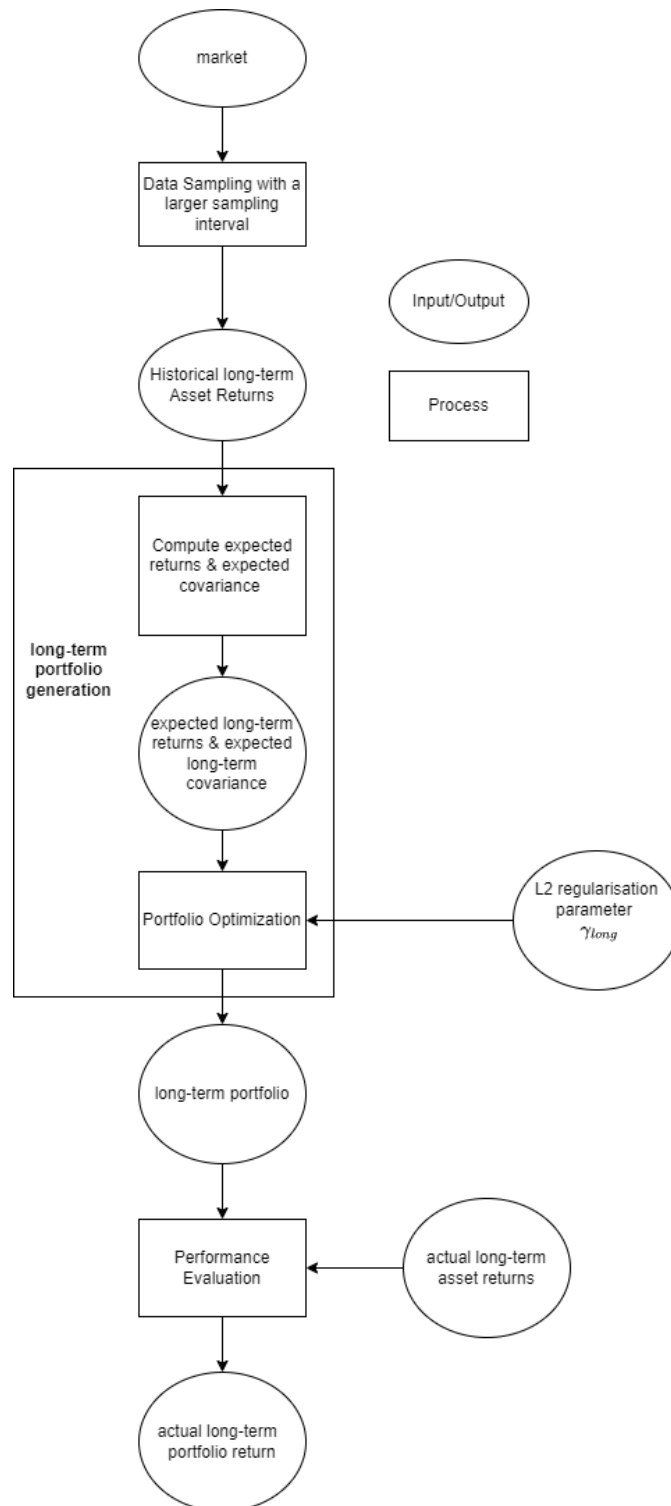 market
Data Sampling with a
larger sampling
interval
Input/Output
Historical long-term
Asset Returns
Process
Compute expected
returns & expected
covariance
long-term
portfolio
generation
expected long-term
returns & expected
long-term
covariance
L2 regularisation
parameter
γlong
Portfolio Optimization
long-term portfolio
Performance
Evaluation
actual long-term
asset returns
actual long-term
portfolio return